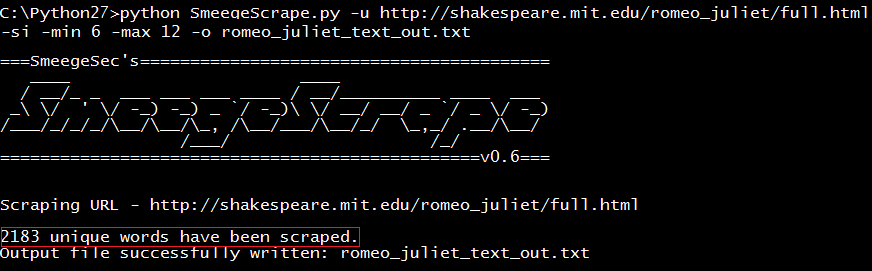 C:\Python27>python SmeegeScrape.py -u http://shakespeare.mit.edu/romeo_juliet/full.html
-si -min 6 -max 12 -o romeo_juliet_text_out.txt
===SmeegeSec's=========================================
SmeegeScrape
================================================v0.6===
Scraping URL - http://shakespeare.mit.edu/romeo_juliet/full.html
2183 unique words have been scraped.
Output file successfully written: romeo_juliet_text_out.txt